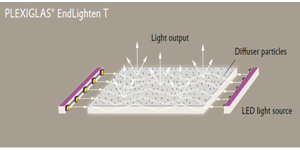 PLEXIGLAS® EndLighten T
Light output
Diffuser particles
LED light source